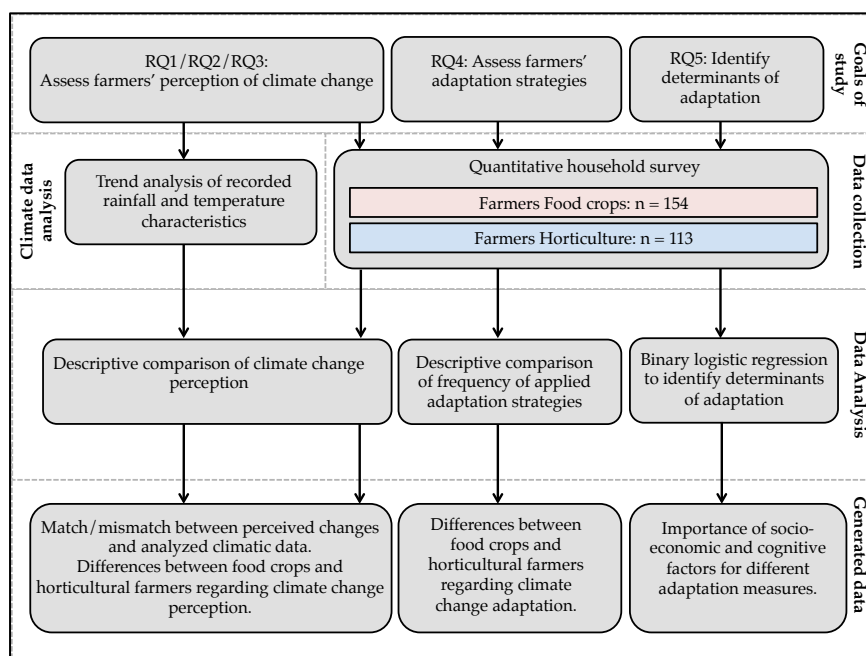 RQ1/RQ2/RQ3:
Assess farmers' perception of climate change
RQ4: Assess farmers'
adaptation strategies
RQ5: Identify
determinants of
adaptation
Goals of
study
Climate data
analysis
Trend analysis of recorded
rainfall and temperature
characteristics
Quantitative household survey
Farmers Food crops: n = 154
Farmers Horticulture: n = 113
Data collection
Descriptive comparison of climate change
perception
Descriptive comparison
of frequency of applied
adaptation strategies
Binary logistic regression
to identify determinants
of adaptation
Data Analysis
Match/mismatch between perceived changes
and analyzed climatic data.
Differences between food crops and
horticultural farmers regarding climate change
perception.
Differences between
food crops and
horticultural farmers
regarding climate
change adaptation.
Importance of socio-
economic and cognitive
factors for different
adaptation measures.
Generated data